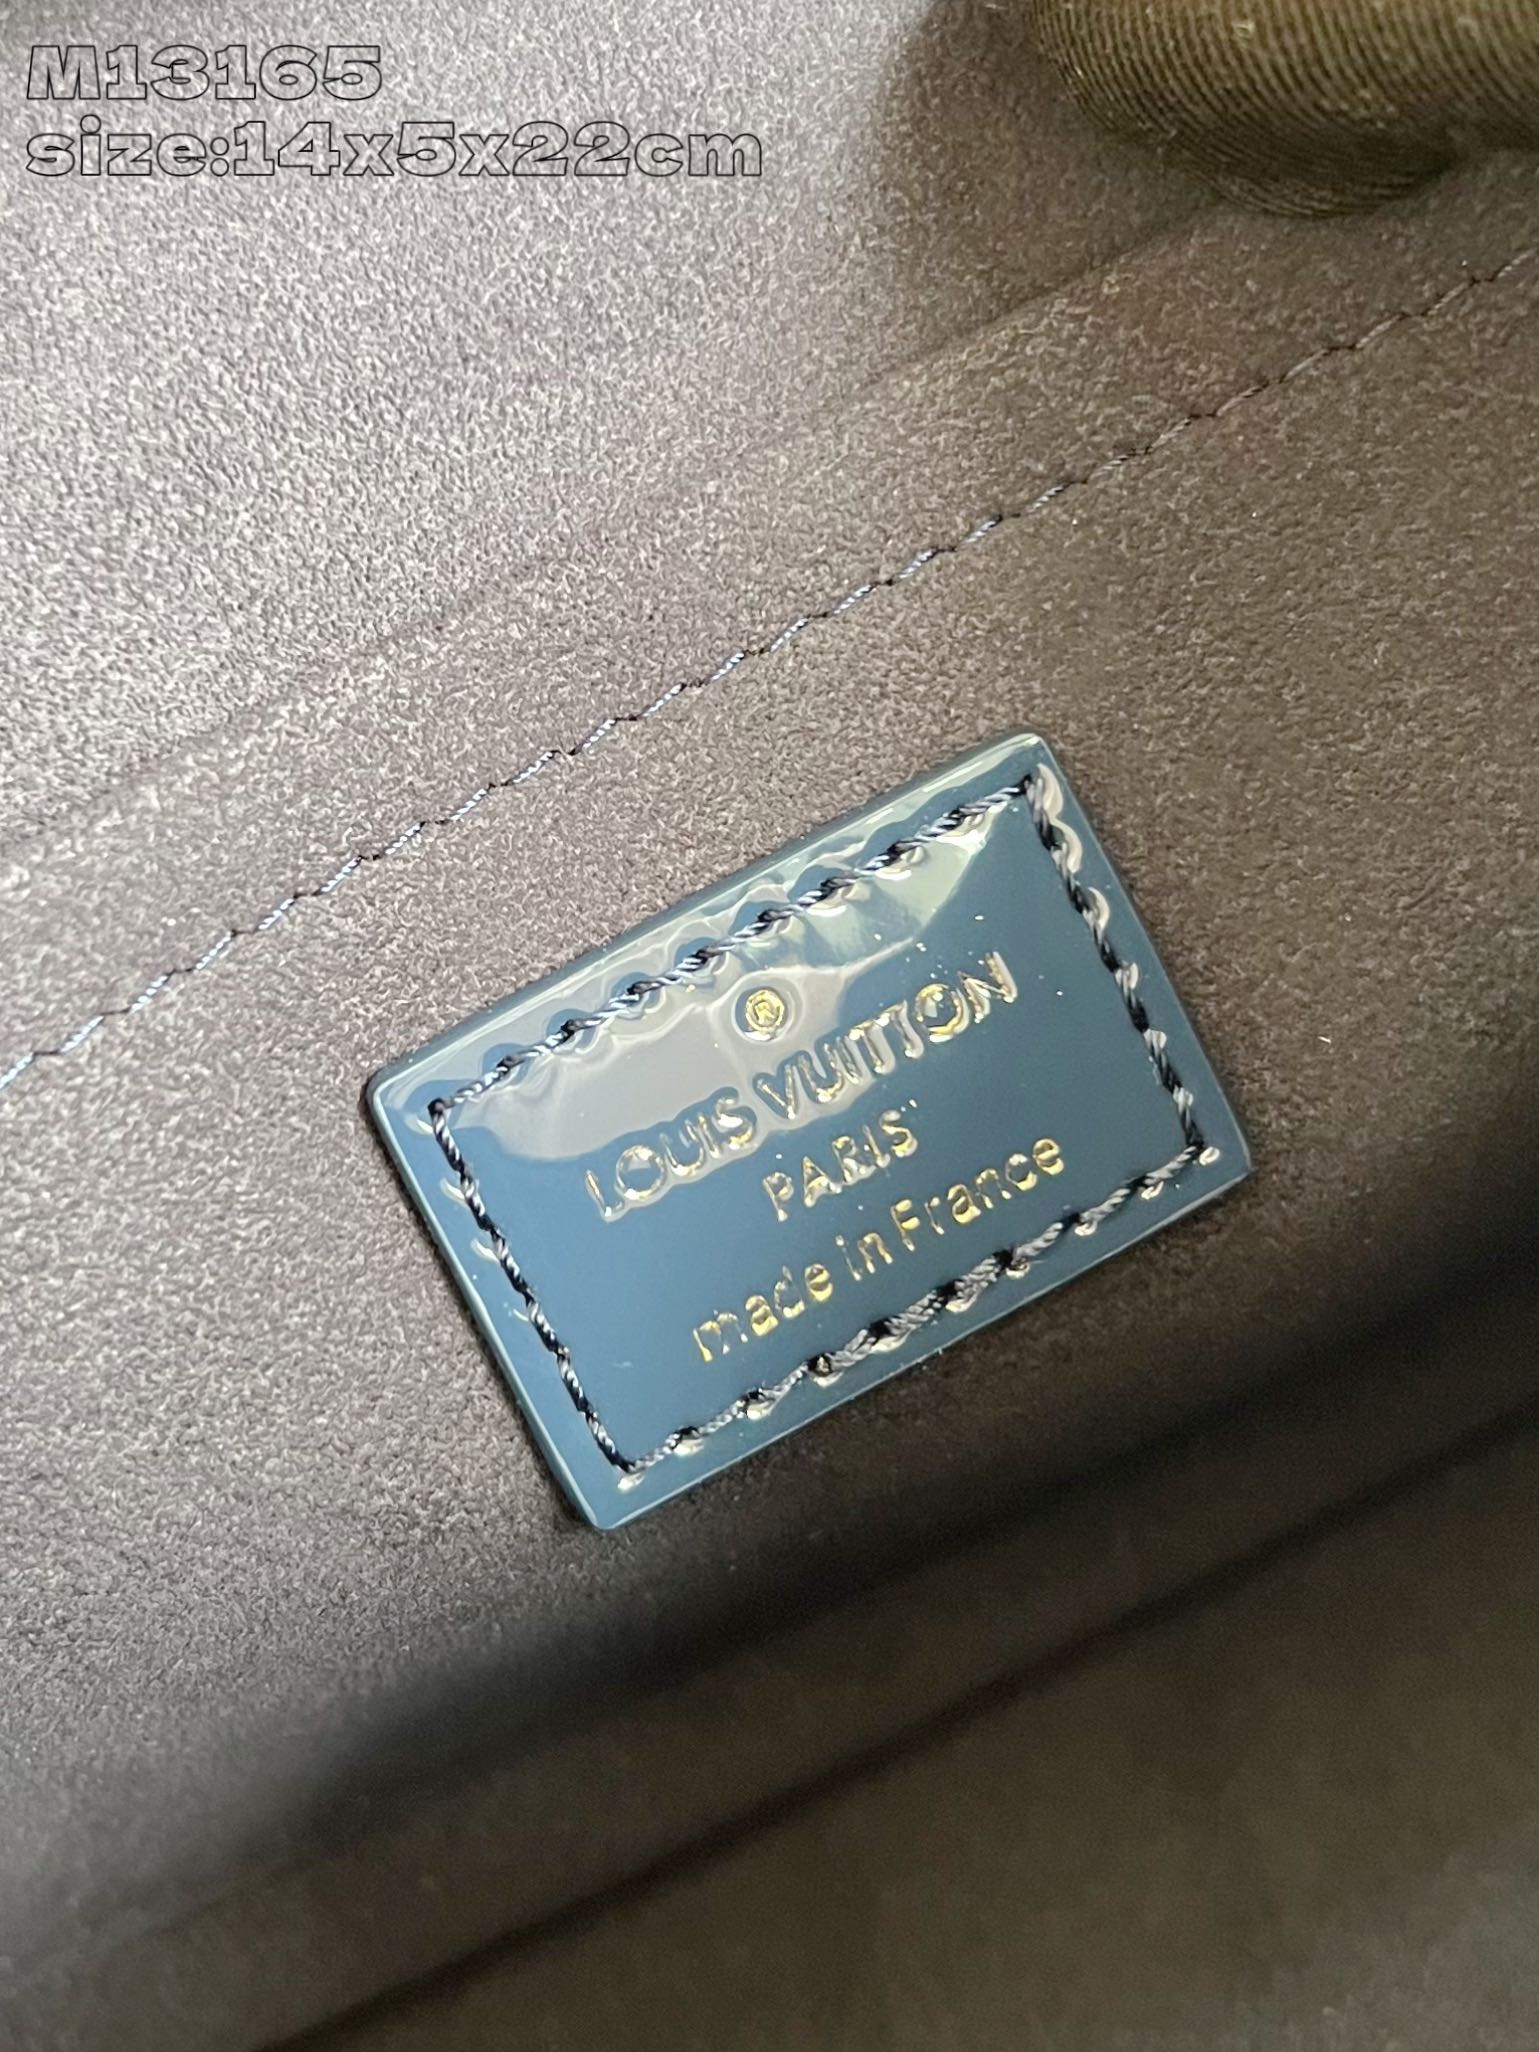 M13165
size:14x5x22cm
®
LOUIS VUITTON
PARIS
made in France